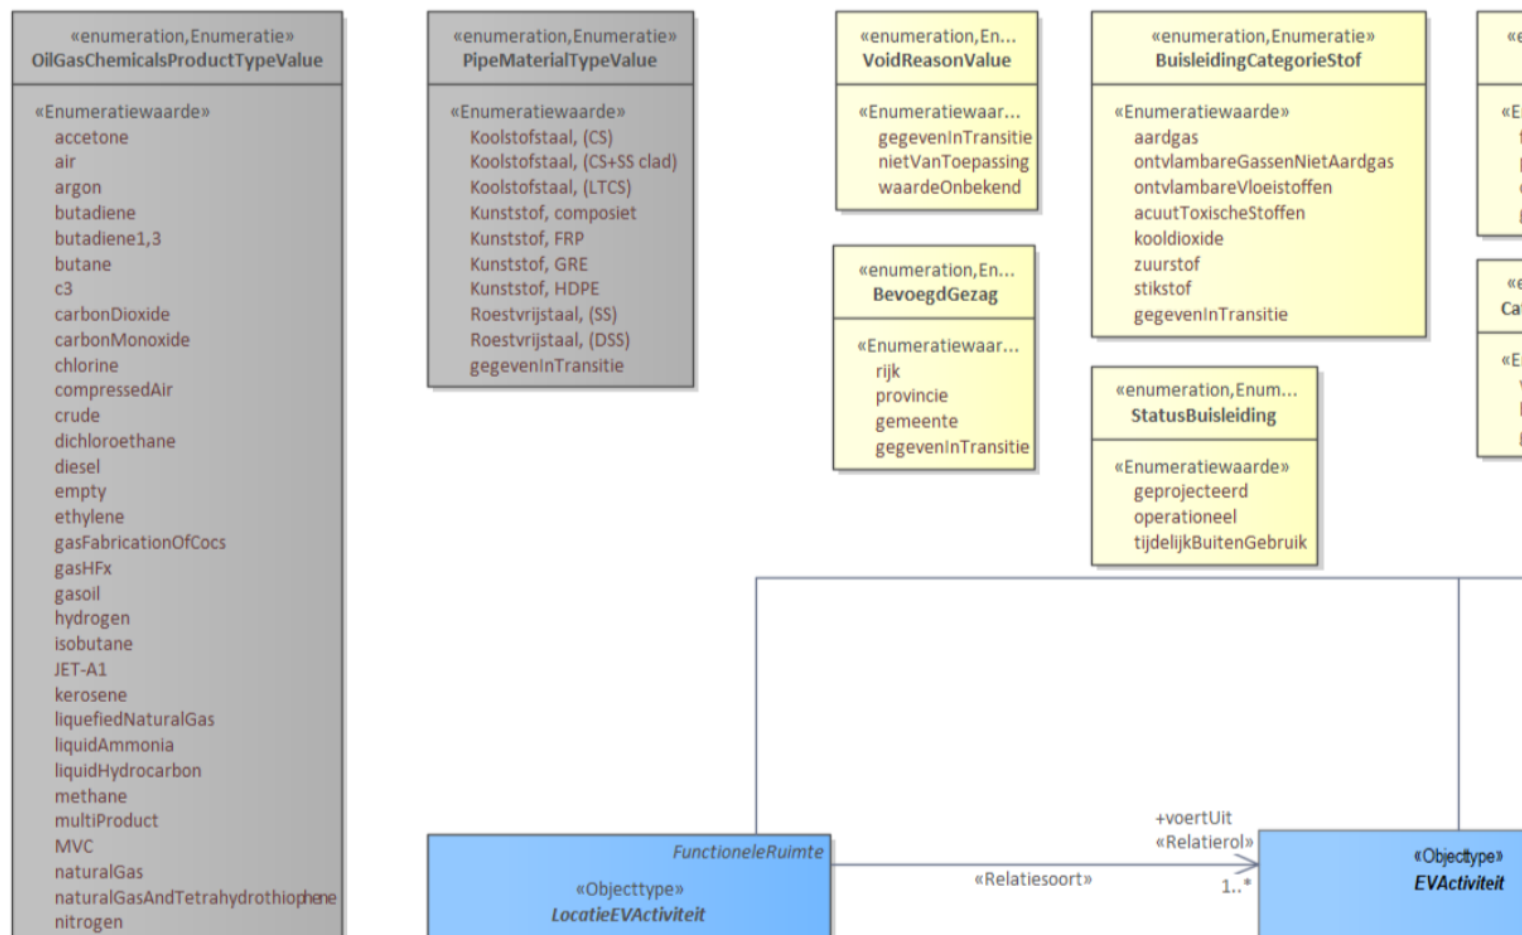 «enumeration,Enumeratie»
OilGasChemicalsProductTypeValue
«Enumeratiewaarde»
accetone
air
argon
butadiene
butadiene1,3
butane
c3
carbonDioxide
carbonMonoxide
chlorine
compressedAir
crude
dichloroethane
diesel
empty
ethylene
gasFabricationOfCocs
gasHFx
gasoil
hydrogen
isobutane
JET-A1
kerosene
liquefiedNaturalGas
liquidAmmonia
liquidHydrocarbon
methane
multiProduct
MVC
naturalGas
naturalGasAndTetrahydrothiophene
nitrogen
«enumeration,Enumeratie»
PipeMaterialTypeValue
«Enumeratiewaarde»
Koolstofstaal, (CS)
Koolstofstaal, (CS+SS clad)
Koolstofstaal, (LTCS)
Kunststof, composiet
Kunststof, FRP
Kunststof, GRE
Kunststof, HDPE
Roestvrijstaal, (SS)
Roestvrijstaal, (DSS)
gegevenInTransitie
«enumeration,En...
VoidReasonValue
«Enumeratiewaar...
gegevenInTransitie
nietVanToepassing
waardeOnbekend
«enumeration,En...
BevoegdGezag
«Enumeratiewaar...
rijk
provincie
gemeente
gegevenInTransitie
«enumeration,Enumeratie»
BuisleidingCategorieStof
«Enumeratiewaarde»
aardgas
ontvlambareGassenNietAardgas
ontvlambareVloeistoffen
acuutToxischeStoffen
kooldioxide
zuurstof
stikstof
gegevenInTransitie
«enumeration,Enum...
StatusBuisleiding
«Enumeratiewaarde»
geprojecteerd
operationeel
tijdelijkBuitenGebruik
FunctioneleRuimte
«Objecttype»
LocatieEVActiviteit
+voertUit
«Relatierol»
«Relatiesoort»
1..*
«Objecttype»
EVActiviteit